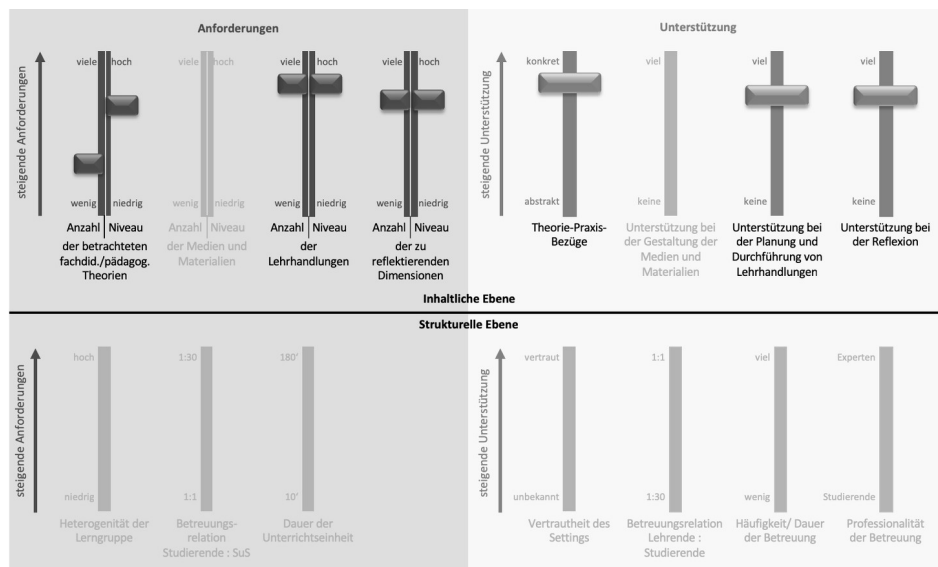 Anforderungen
Unterstützung
steigende Anforderungen
viele hoch
viele hoch
viele hoch
viele hoch
wenig niedrig
wenig niedrig
wenig niedrig
wenig niedrig
Anzahl Niveau
der betrachteten
fachdid./pädagog.
Theorien
Anzahl Niveau
der Medien und
Materialien
Anzahl Niveau
der
Lehrhandlungen
Anzahl Niveau
der zu
reflektierenden
Dimensionen
steigende Unterstützung
konkret
viel
viel
viel
abstrakt
keine
keine
keine
Theorie-Praxis-
Bezüge
Unterstützung bei
der Gestaltung der
Medien und
Materialien
Unterstützung bei
der Planung und
Durchführung von
Lehrhandlungen
Unterstützung bei
der Reflexion
Inhaltliche Ebene
Strukturelle Ebene
steigende Anforderungen
hoch
1:30
180'
niedrig
1:1
10'
Heterogenität der
Lerngruppe
Betreuungs-
relation
Studierende : SuS
Dauer der
Unterrichtseinheit
steigende Unterstützung
vertraut
1:1
viel
Experten
unbekannt
1:30
wenig
Studierende
Vertrautheit des
Settings
Betreuungsrelation
Lehrende :
Studierende
Häufigkeit/ Dauer
der Betreuung
Professionalität
der Betreuung